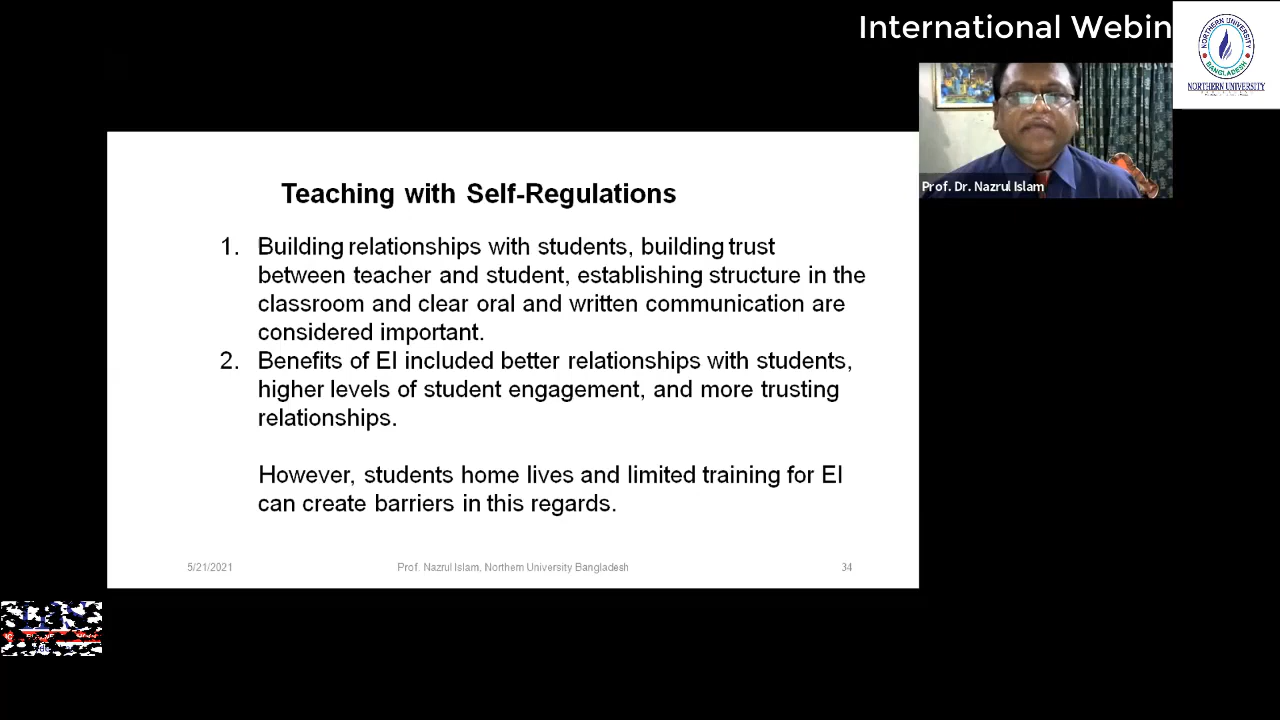 International Webin
NORTHERN UNIVERSITY
BANGLADESH
NORTHERN UNIVERSITY
Prof. Dr. Nazrul Islam
Teaching with Self-Regulations
1. Building relationships with students, building trust
between teacher and student, establishing structure in the
classroom and clear oral and written communication are
considered important.
2. Benefits of EI included better relationships with students,
higher levels of student engagement, and more trusting
relationships.
However, students home lives and limited training for EI
can create barriers in this regards.
5/21/2021
Prof. Nazrul Islam, Northern University Bangladesh
34